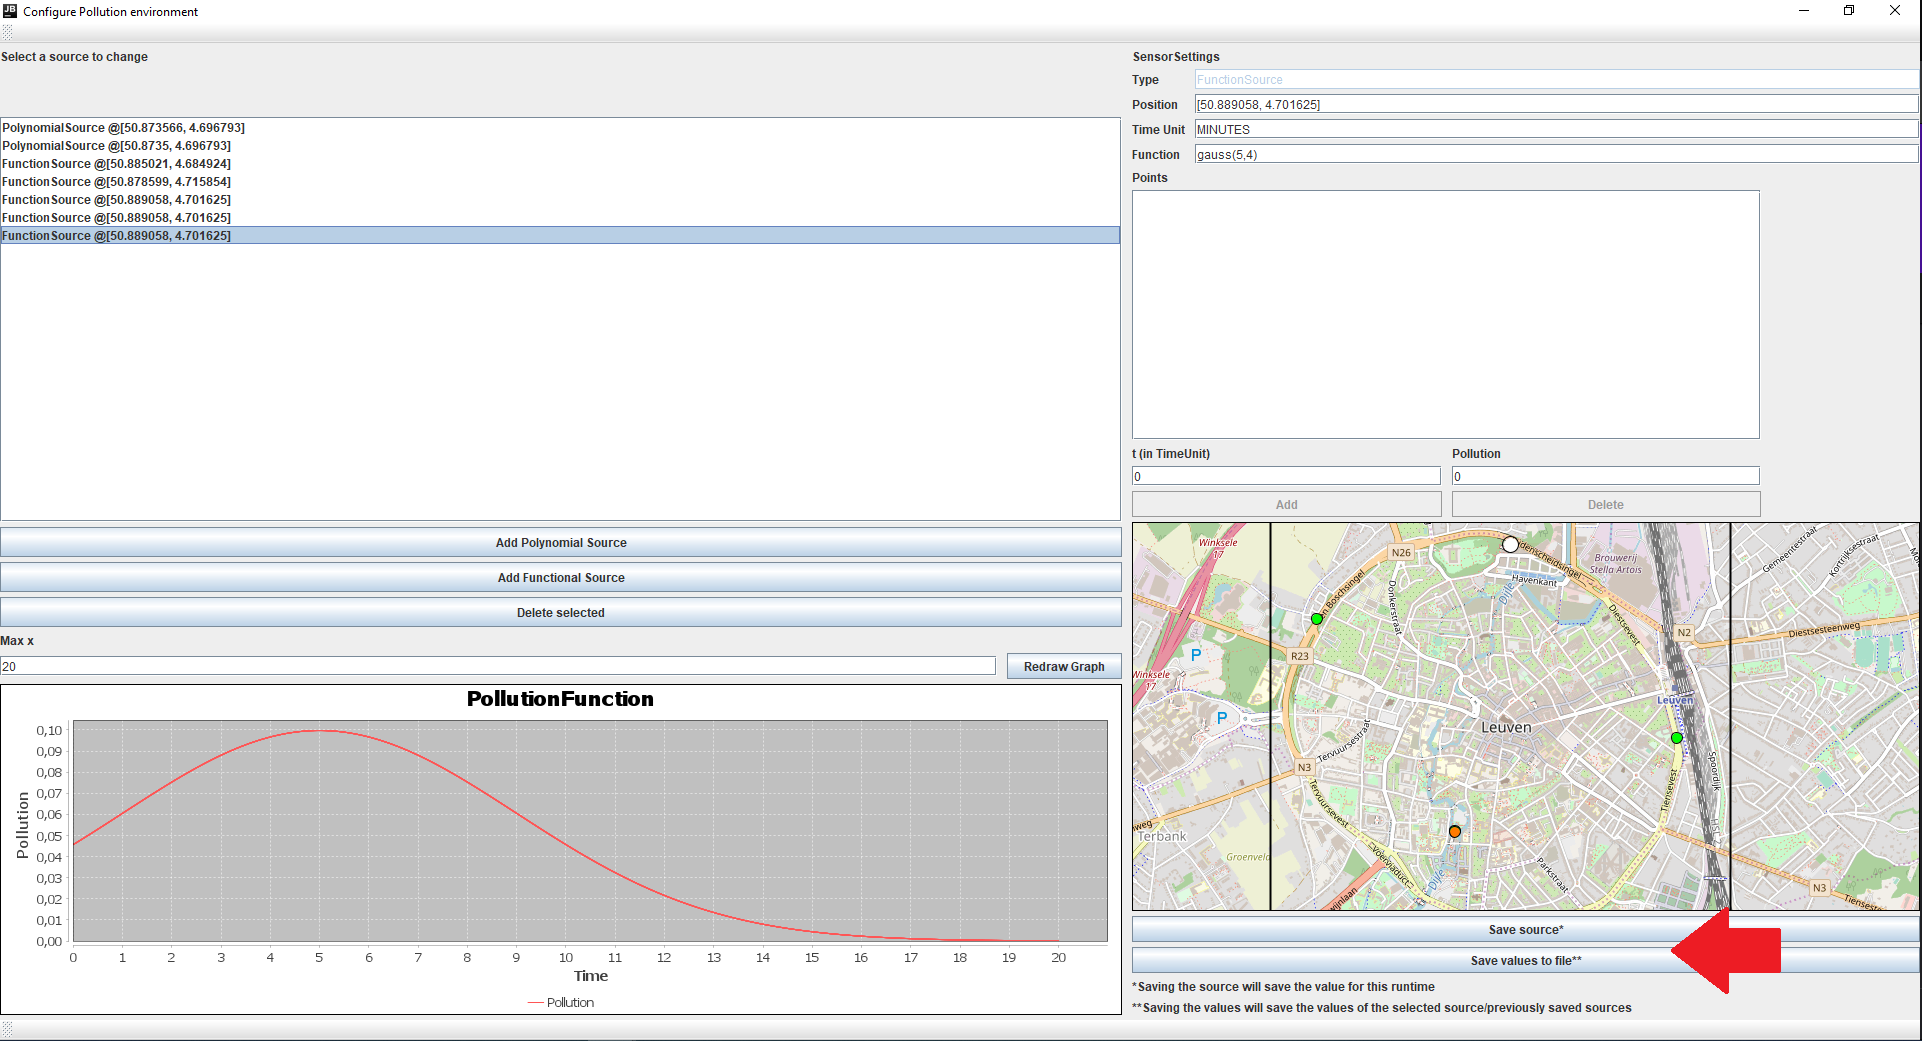 JB Configure Pollution environment
Select a source to change
PolynomialSource @[50.873566, 4.696793]
PolynomialSource @[50.8735, 4.696793]
FunctionSource @[50.885021, 4.684924]
FunctionSource @[50.878599, 4.715854]
FunctionSource @[50.889058, 4.701625]
FunctionSource @[50.889058, 4.701625]
FunctionSource @[50.889058, 4.701625]
Add Polynomial Source
Add Functional Source
Delete selected
Max x
20
Redraw Graph
PollutionFunction
Pollution
0,10
0,09
0,08
0,07
0,06
0,05
0,04
0,03
0,02
0,01
0,00
0 1 2 3 4 5 6 7 8 9 10 11 12 13 14 15 16 17 18 19 20
Time
Pollution
SensorSettings
Type FunctionSource
Position [50.889058, 4.701625]
Time Unit MINUTES
Function gauss(5,4)
Points
t (in TimeUnit) Pollution
0 0
Add Delete
Winksele
17
N26
Brouwerij
Stella Artois
Gemeentestraat
Kortrijksestraat
Havenkant
Dijle
Donkerstraat
Diestsevest
N2
Diestsesteenweg
P
R23
Winksele
17
Leuven
P
Leuven
Tervuursestraat
N3
Spoordijk
Tiensevest
Tervuursevest
HSL 2
Terbank
Groenveld
Voerviaduct
Dijle
Parkstraat
N3
Save source*
Save values to file**
*Saving the source will save the value for this runtime
**Saving the values will save the values of the selected source/previously saved sources